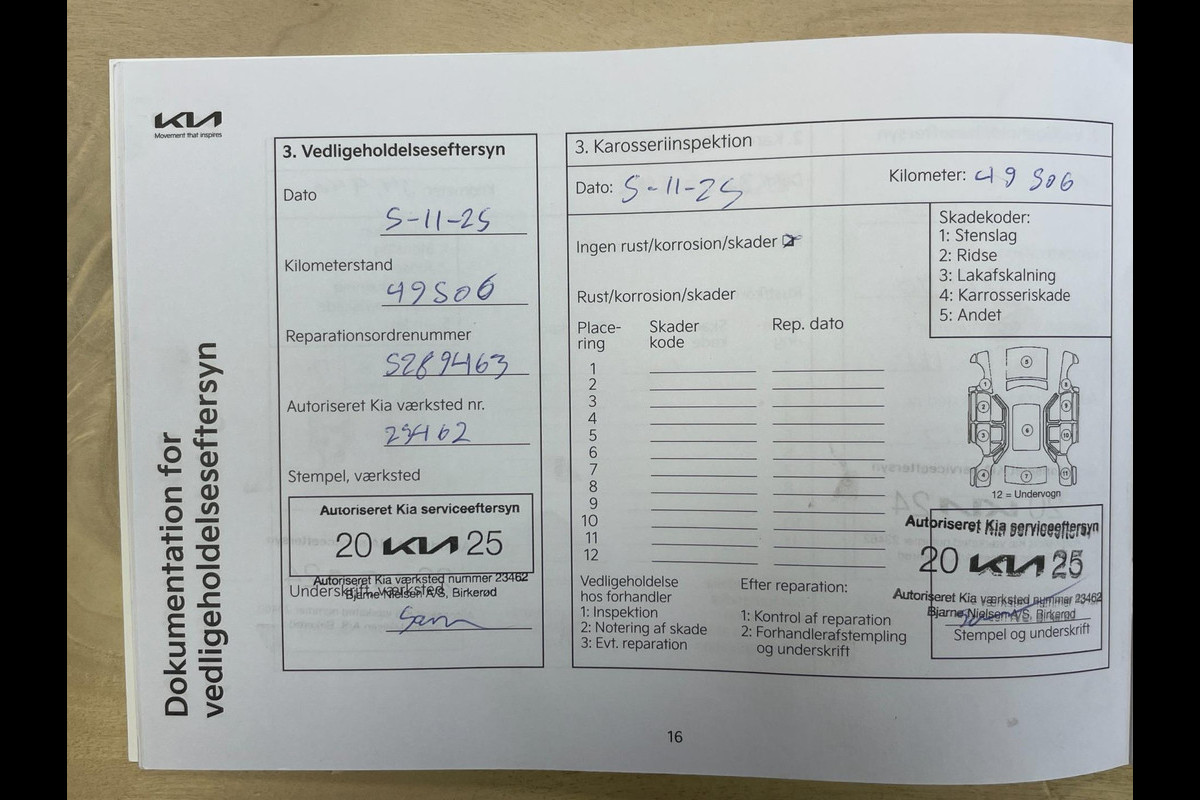 KIA
Movement that inspires
Dokumentation for
vedligeholdelseseftersyn
3. Vedligeholdelseseftersyn
Dato
5-11-25
Kilometerstand
49506
Reparationsordrenummer
5289463
Autoriseret Kia værksted nr.
23462
Stempel, værksted
Autoriseret Kia serviceeftersyn
20 KIA 25
Autoriseret Kia værksted nummer 23462
Bjarne Nielsen A/S, Birkerød
Underskrift, værksted
3. Karosseriinspektion
Dato: 5-11-25
Kilometer: 49 506
Ingen rust/korrosion/skader
Rust/korrosion/skader
Place-
ring
Skader
kode
Rep. dato
1
2
3
4
5
6
7
8
9
10
11
12
Skadekoder:
1: Stenslag
2: Ridse
3: Lakafskalning
4: Karrosseriskade
5: Andet
12 = Undervogn
Vedligeholdelse
hos forhandler
1: Inspektion
2: Notering af skade
3: Evt. reparation
Efter reparation:
1: Kontrol af reparation
2: Forhandlerafstempling
og underskrift
Autoriseret Kia serviceeftersyn
20 KIA 25
Autoriseret Kia værksted nummer 23462
Bjarne Nielsen A/S, Birkerød
Stempel og underskrift
16